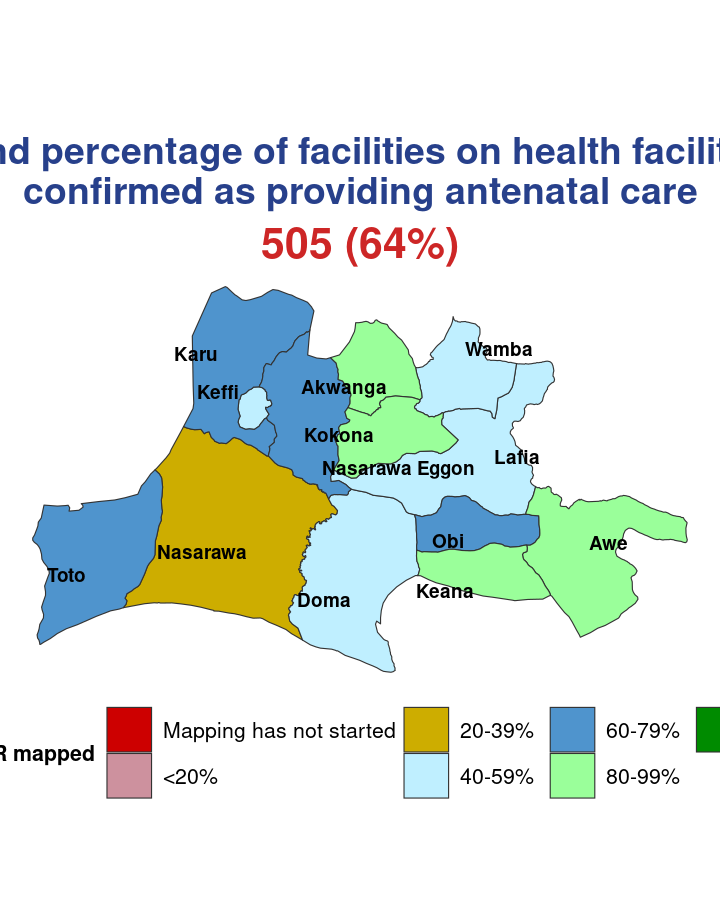 nd percentage of facilities on health facilit
confirmed as providing antenatal care
505 (64%)
Karu
Wamba
Keffi
Akwanga
Kokona
Lafia
Nasarawa Eggon
Obi
Awe
Nasarawa
Toto
Keana
Doma
R mapped
Mapping has not started
20-39%
60-79%
<20%
40-59%
80-99%